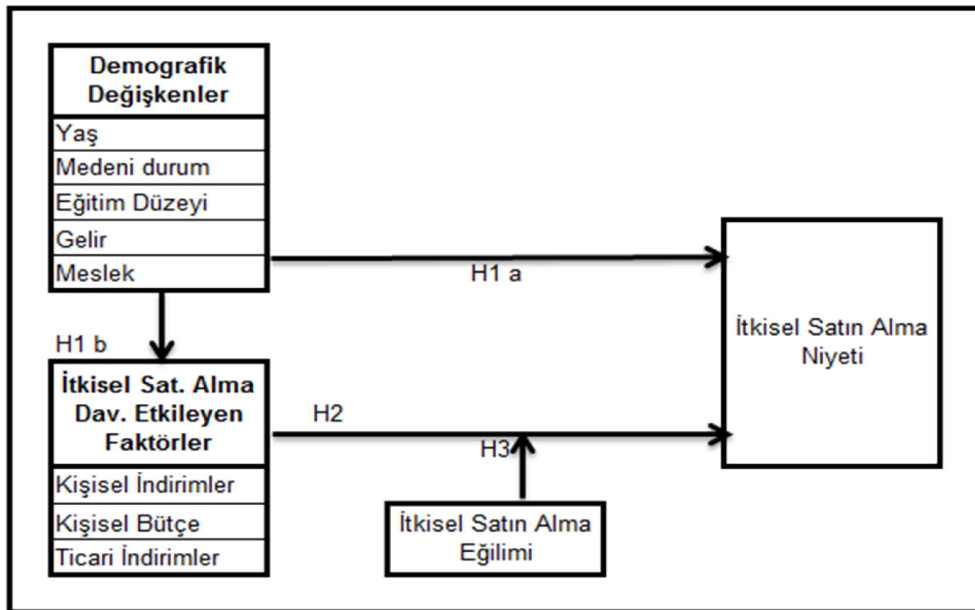 Demografik
Değişkenler
Yaş
Medeni durum
Eğitim Düzeyi
Gelir
Meslek
H1 a
H1 b
İtkisel Satın Alma
Niyeti
İtkisel Sat. Alma
Dav. Etkileyen
Faktörler
Kişisel İndirimler
Kişisel Bütçe
Ticari İndirimler
H2
H3
İtkisel Satın Alma
Eğilimi